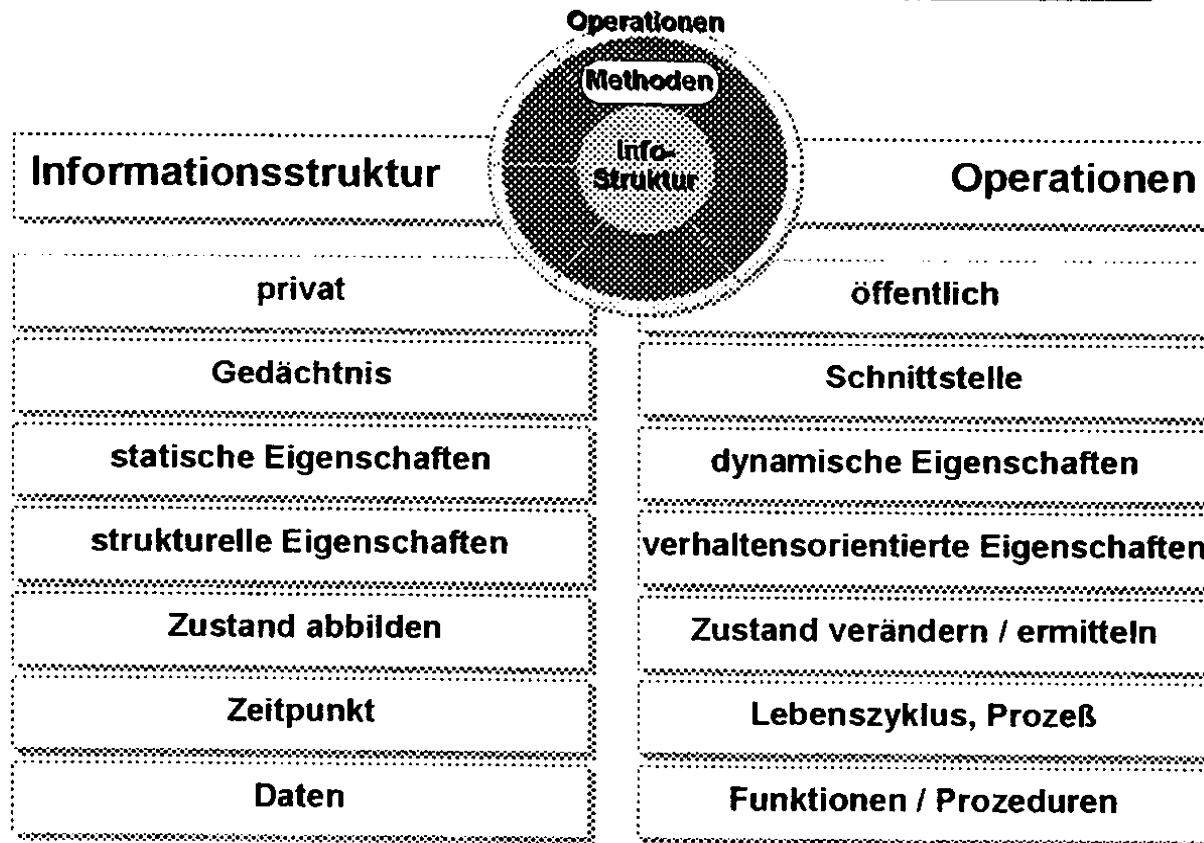 Operationen
Methoden
Info-
Struktur
Informationsstruktur
Operationen
privat
öffentlich
Gedächtnis
Schnittstelle
statische Eigenschaften
dynamische Eigenschaften
strukturelle Eigenschaften
verhaltensorientierte Eigenschaften
Zustand abbilden
Zustand verändern / ermitteln
Zeitpunkt
Lebenszyklus, Prozeß
Daten
Funktionen / Prozeduren